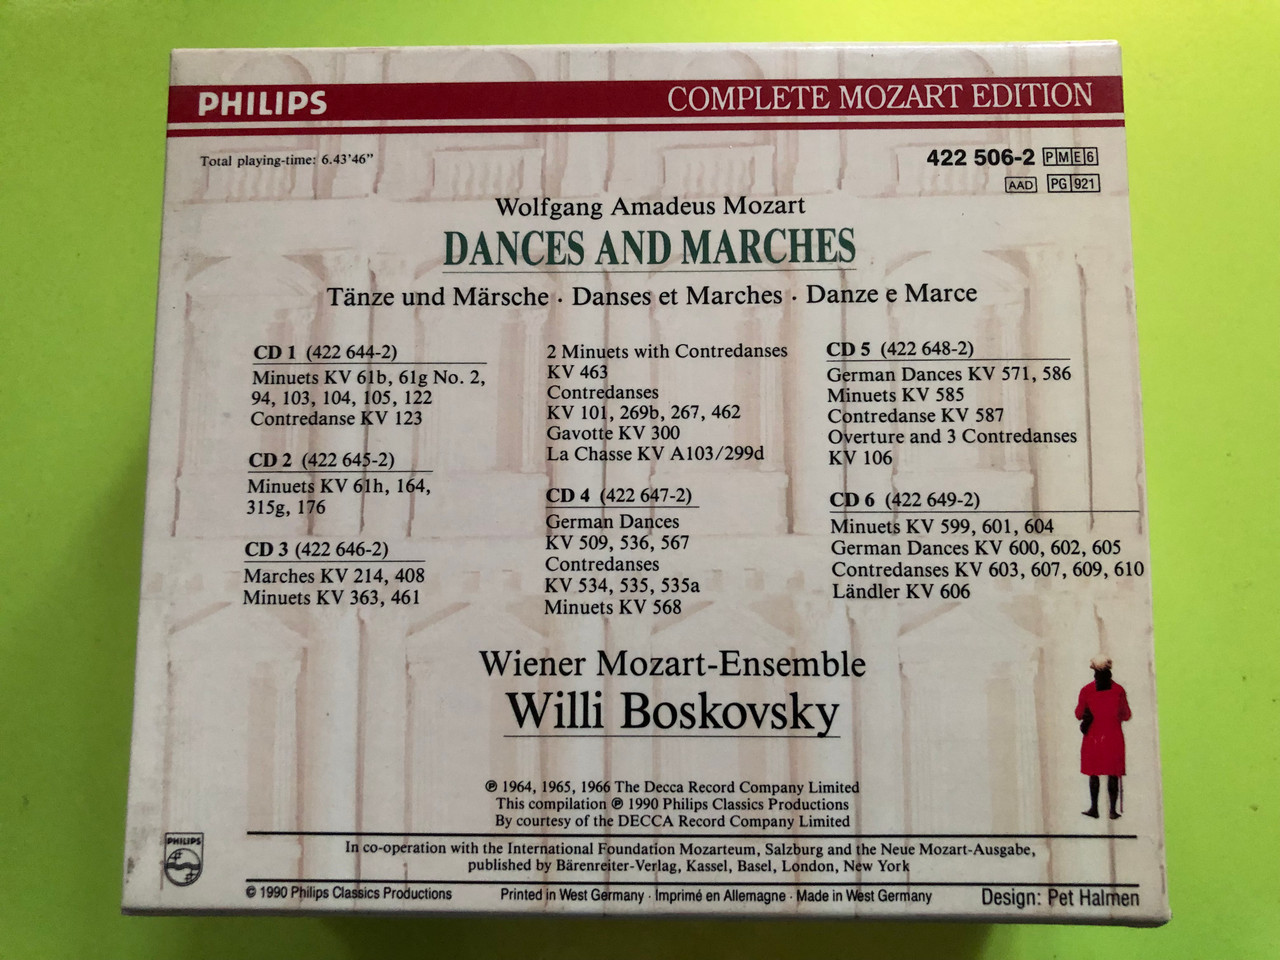 PHILIPS
COMPLETE MOZART EDITION
Total playing-time: 6.43'46"
422 506-2 PME6
AAD PG 921
Wolfgang Amadeus Mozart
DANCES AND MARCHES
Tänze und Märsche · Danses et Marches · Danze e Marce
CD 1 (422 644-2)
Minuets KV 61b, 61g No. 2,
94, 103, 104, 105, 122
Contredanse KV 123
CD 2 (422 645-2)
Minuets KV 61h, 164,
315g, 176
CD 3 (422 646-2)
Marches KV 214, 408
Minuets KV 363, 461
2 Minuets with Contredanses
KV 463
Contredanses
KV 101, 269b, 267, 462
Gavotte KV 300
La Chasse KV A103/299d
CD 4 (422 647-2)
German Dances
KV 509, 536, 567
Contredanses
KV 534, 535, 535a
Minuets KV 568
CD 5 (422 648-2)
German Dances KV 571, 586
Minuets KV 585
Contredanse KV 587
Overture and 3 Contredanses
KV 106
CD 6 (422 649-2)
Minuets KV 599, 601, 604
German Dances KV 600, 602, 605
Contredanses KV 603, 607, 609, 610
Ländler KV 606
Wiener Mozart-Ensemble
Willi Boskovsky
℗ 1964, 1965, 1966 The Decca Record Company Limited
This compilation ℗ 1990 Philips Classics Productions
By courtesy of the DECCA Record Company Limited
PHILIPS
In co-operation with the International Foundation Mozarteum, Salzburg and the Neue Mozart-Ausgabe,
published by Bärenreiter-Verlag, Kassel, Basel, London, New York
© 1990 Philips Classics Productions
Printed in West Germany · Imprimé en Allemagne · Made in West Germany
Design: Pet Halmen